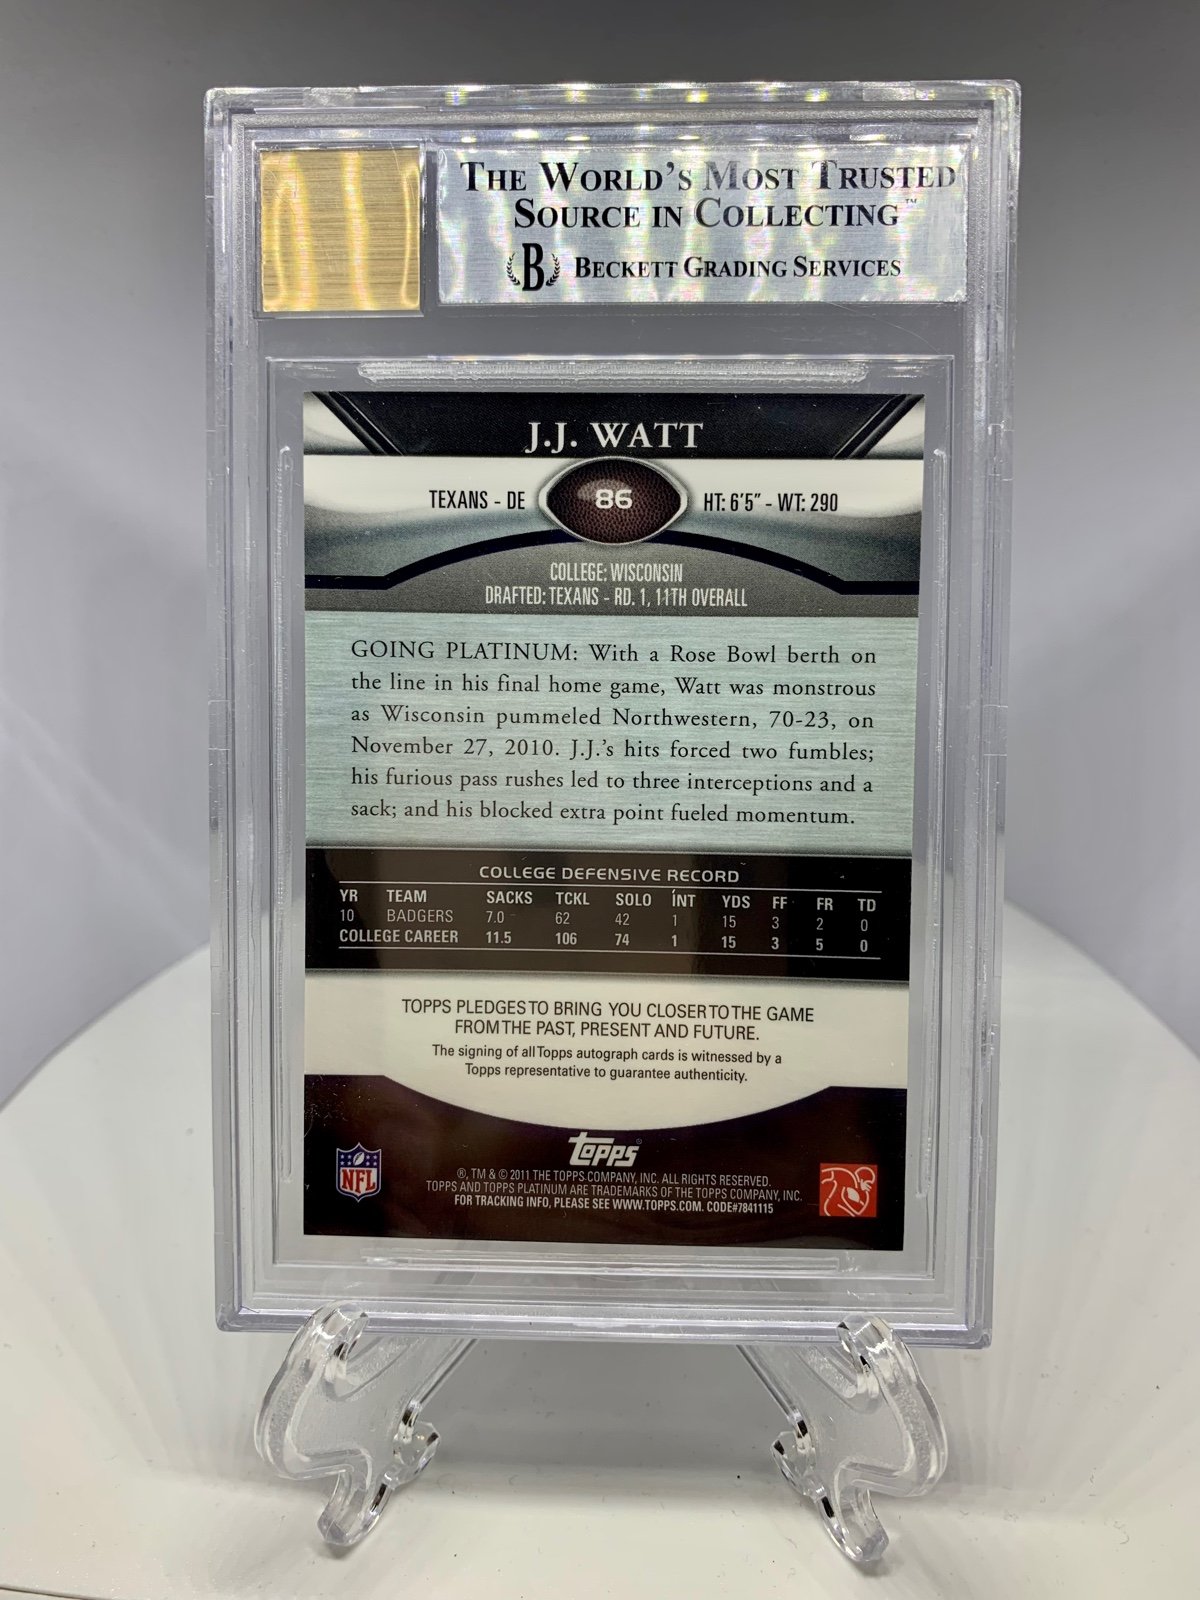 THE WORLD'S MOST TRUSTED
SOURCE IN COLLECTING™
B BECKETT GRADING SERVICES
J.J. WATT
TEXANS - DE 86 HT: 6'5" - WT: 290
COLLEGE: WISCONSIN
DRAFTED: TEXANS - RD. 1, 11TH OVERALL
GOING PLATINUM: With a Rose Bowl berth on
the line in his final home game, Watt was monstrous
as Wisconsin pummeled Northwestern, 70-23, on
November 27, 2010. J.J.'s hits forced two fumbles;
his furious pass rushes led to three interceptions and a
sack; and his blocked extra point fueled momentum.
COLLEGE DEFENSIVE RECORD
YR TEAM SACKS TCKL SOLO INT YDS FF FR TD
10 BADGERS 7.0 62 42 1 15 3 2 0
COLLEGE CAREER 11.5 106 74 1 15 3 5 0
TOPPS PLEDGES TO BRING YOU CLOSER TO THE GAME
FROM THE PAST, PRESENT AND FUTURE.
The signing of all Topps autograph cards is witnessed by a
Topps representative to guarantee authenticity.
topps®
NFL
®, TM & © 2011 THE TOPPS COMPANY, INC. ALL RIGHTS RESERVED.
TOPPS AND TOPPS PLATINUM ARE TRADEMARKS OF THE TOPPS COMPANY, INC.
FOR TRACKING INFO, PLEASE SEE WWW.TOPPS.COM. CODE#7841115